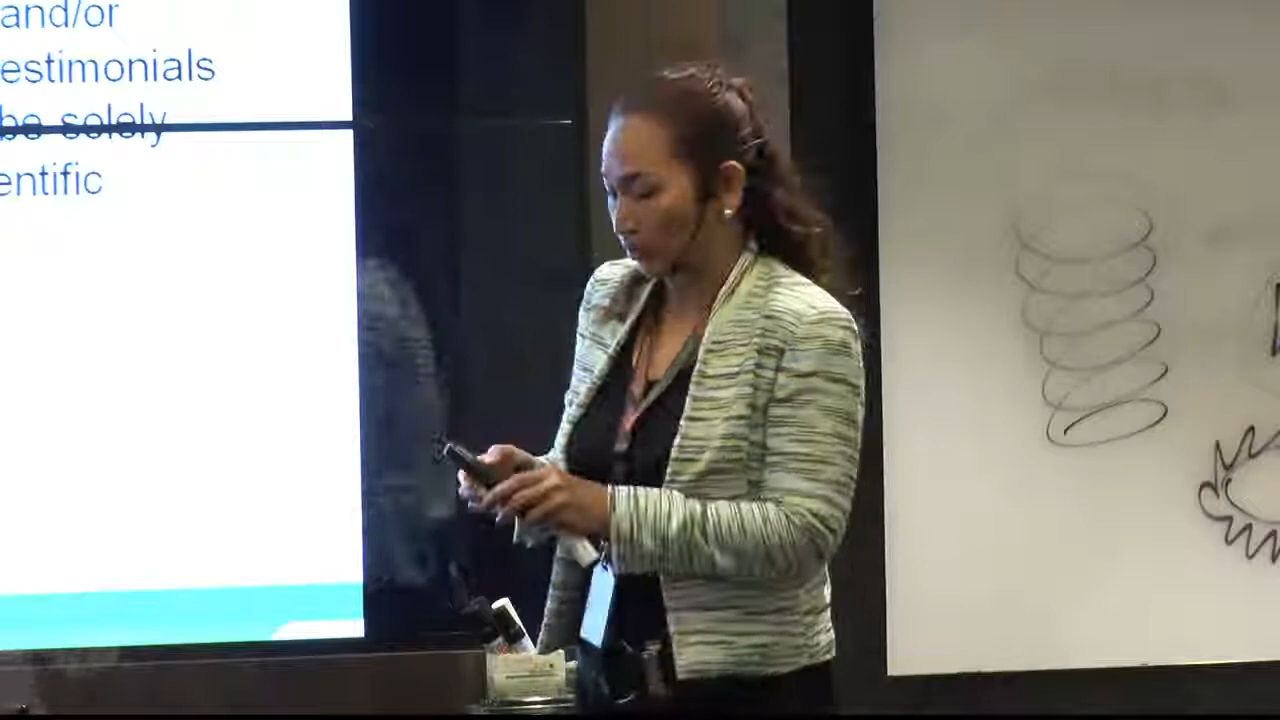 and/or
estimonials
be solely
entific